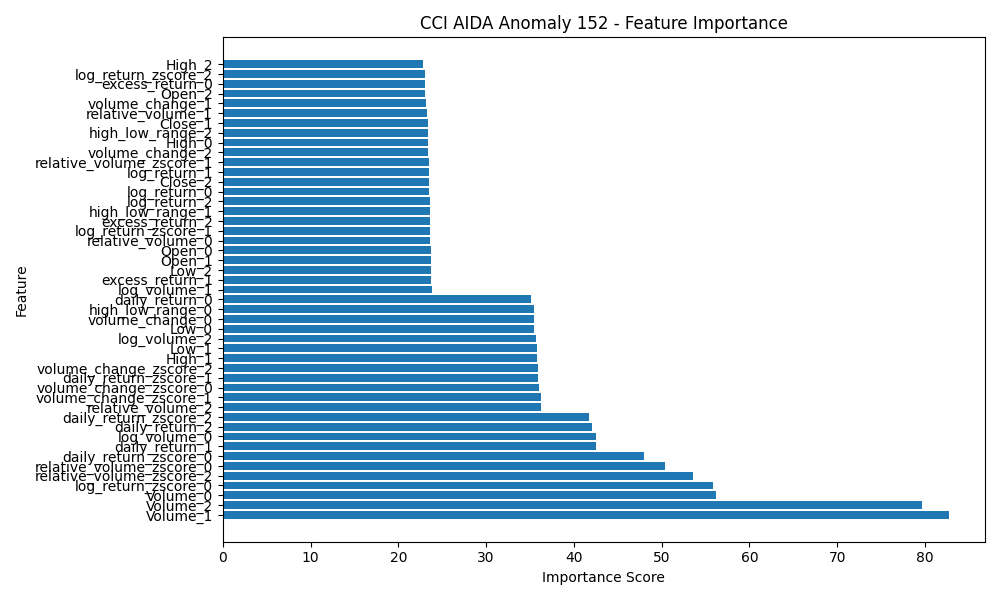 CCI AIDA Anomaly 152 - Feature Importance
High_2
log_return_zscore_2
excess_return_0
Open_2
volume_change_1
relative_volume_1
Close_1
high_low_range_2
High_0
volume_change_2
relative_volume_zscore_1
log_return_1
Close_2
log_return_0
log_return_2
high_low_range_1
excess_return_2
log_return_zscore_1
relative_volume_0
Open_0
Open_1
Low_2
excess_return_1
log_volume_1
daily_return_0
high_low_range_0
volume_change_0
Low_0
log_volume_2
Low_1
High_1
volume_change_zscore_2
daily_return_zscore_1
volume_change_zscore_0
volume_change_zscore_1
relative_volume_2
daily_return_zscore_2
daily_return_2
log_volume_0
daily_return_1
daily_return_zscore_0
relative_volume_zscore_0
relative_volume_zscore_2
log_return_zscore_0
Volume_0
Volume_2
Volume_1
Feature
0 10 20 30 40 50 60 70 80
Importance Score